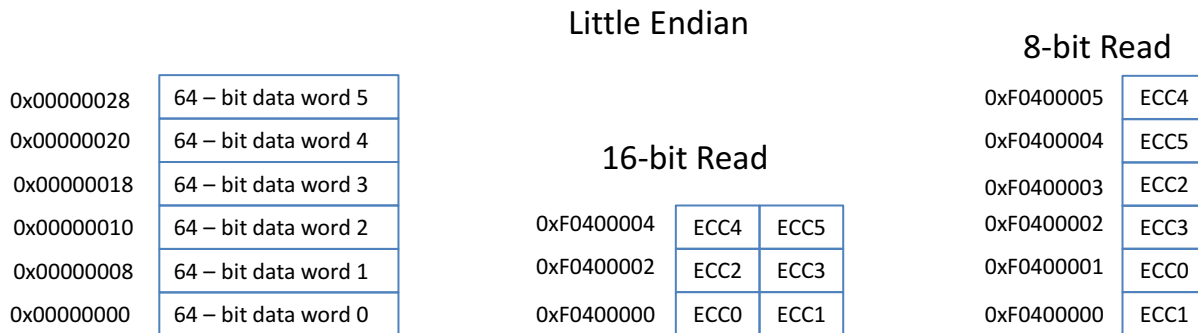 Little Endian
8-bit Read
16-bit Read
0x00000028 64 – bit data word 5
0x00000020 64 – bit data word 4
0x00000018 64 – bit data word 3
0x00000010 64 – bit data word 2
0x00000008 64 – bit data word 1
0x00000000 64 – bit data word 0
0xF0400004 ECC4 ECC5
0xF0400002 ECC2 ECC3
0xF0400000 ECC0 ECC1
0xF0400005 ECC4
0xF0400004 ECC5
0xF0400003 ECC2
0xF0400002 ECC3
0xF0400001 ECC0
0xF0400000 ECC1